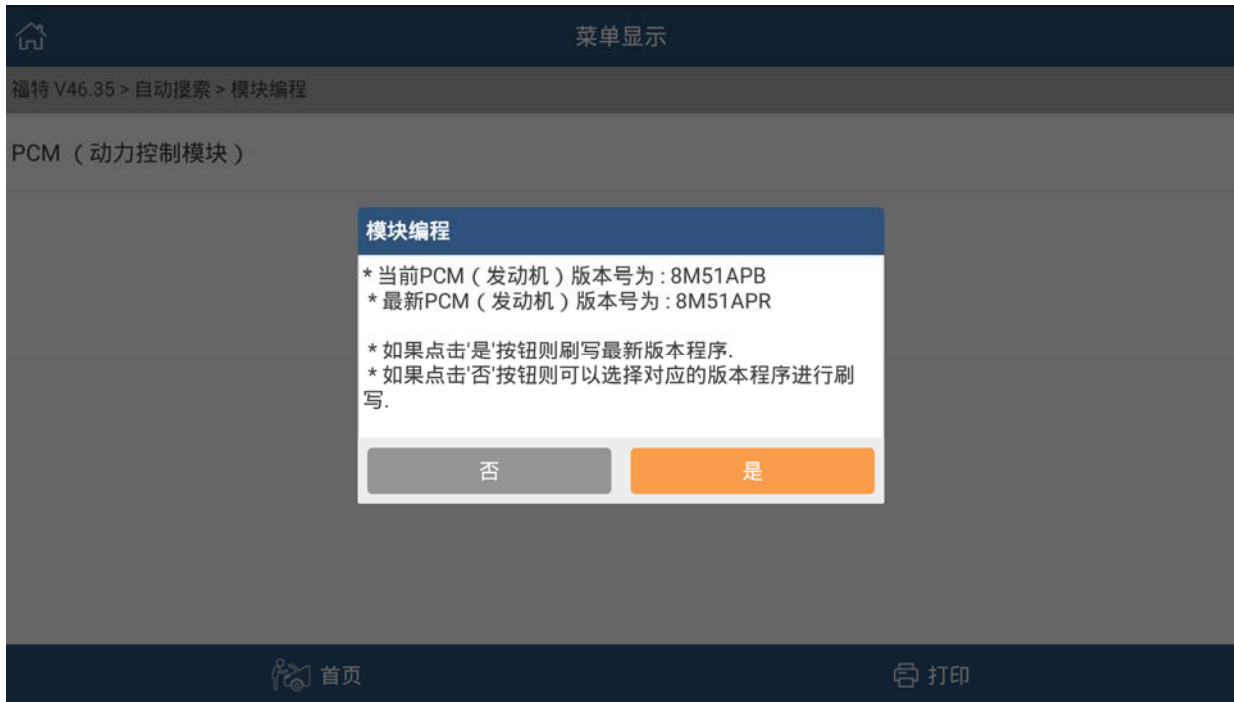 菜单显示
福特 V46.35 > 自动搜索 > 模块编程
PCM （动力控制模块）
模块编程
* 当前PCM（发动机）版本号为 : 8M51APB
* 最新PCM（发动机）版本号为 : 8M51APR
* 如果点击'是'按钮则刷写最新版本程序.
* 如果点击'否'按钮则可以选择对应的版本程序进行刷
写.
否
是
首页
打印